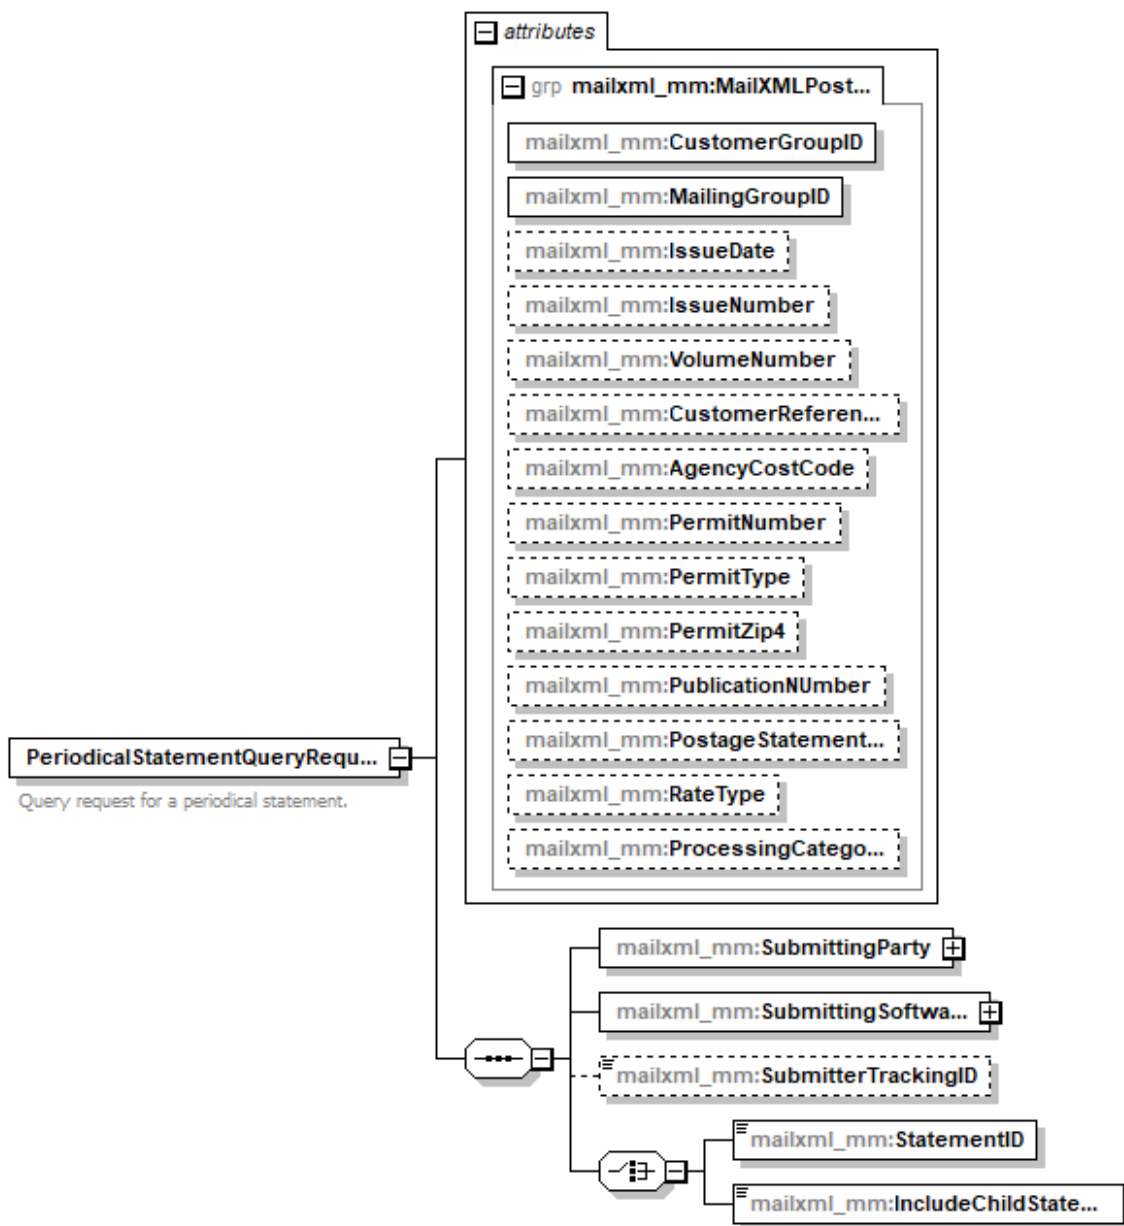 attributes
grp mailxml_mm:MailXMLPost...
mailxml_mm:CustomerGroupID
mailxml_mm:MailingGroupID
mailxml_mm:IssueDate
mailxml_mm:IssueNumber
mailxml_mm:VolumeNumber
mailxml_mm:CustomerReferen...
mailxml_mm:AgencyCostCode
mailxml_mm:PermitNumber
mailxml_mm:PermitType
mailxml_mm:PermitZip4
mailxml_mm:PublicationNUmber
mailxml_mm:PostageStatement...
mailxml_mm:RateType
mailxml_mm:ProcessingCatego...
PeriodicalStatementQueryRequ...
Query request for a periodical statement.
mailxml_mm:SubmittingParty
mailxml_mm:SubmittingSoftwa...
mailxml_mm:SubmitterTrackingID
mailxml_mm:StatementID
mailxml_mm:IncludeChildState...